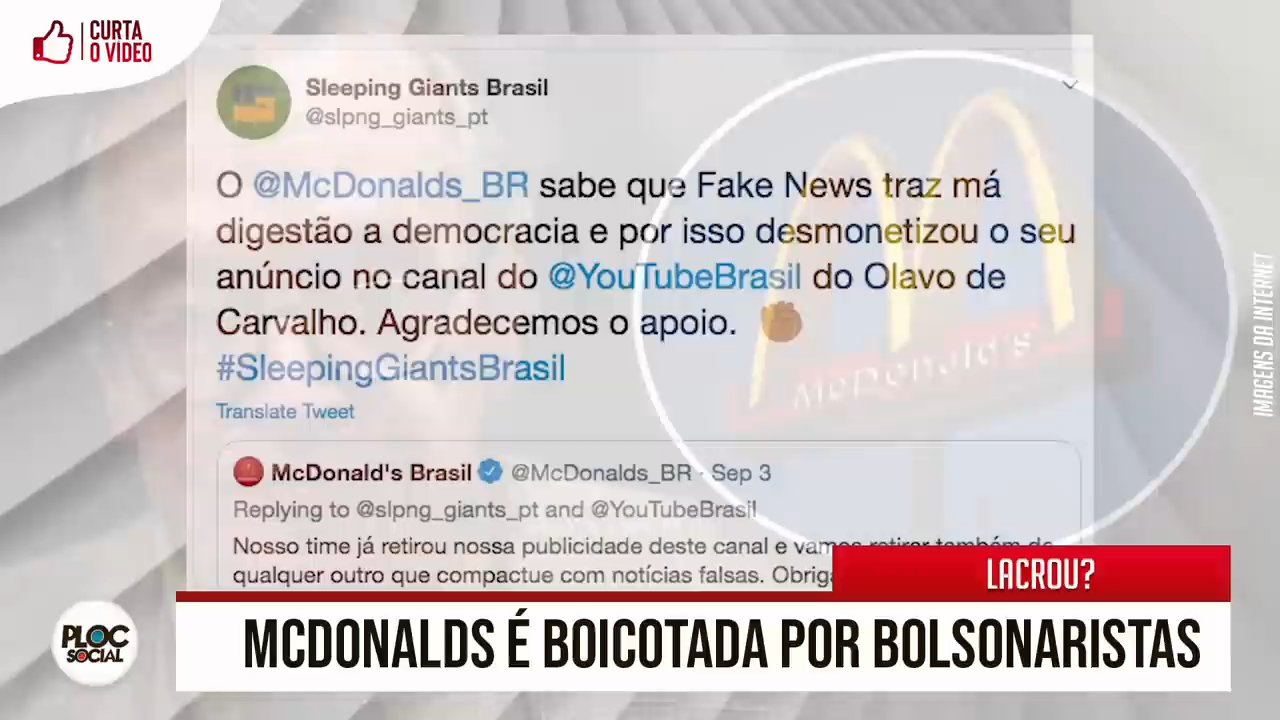 CURTA
O VIDEO
Sleeping Giants Brasil
@slpng_giants_pt
O @McDonalds_BR sabe que Fake News traz má
digestão a democracia e por isso desmonetizou o seu
anúncio no canal do @YouTubeBrasil do Olavo de
Carvalho. Agradecemos o apoio.
#SleepingGiantsBrasil
Translate Tweet
McDonald's Brasil @McDonalds_BR · Sep 3
Replying to @slpng_giants_pt and @YouTubeBrasil
Nosso time já retirou nossa publicidade deste canal e vamos retirar também de
qualquer outro que compactue com notícias falsas.
McDonald's
IMAGENS DA INTERNET
LACROU?
PLOC
SOCIAL
MCDONALDS É BOICOTADA POR BOLSONARISTAS